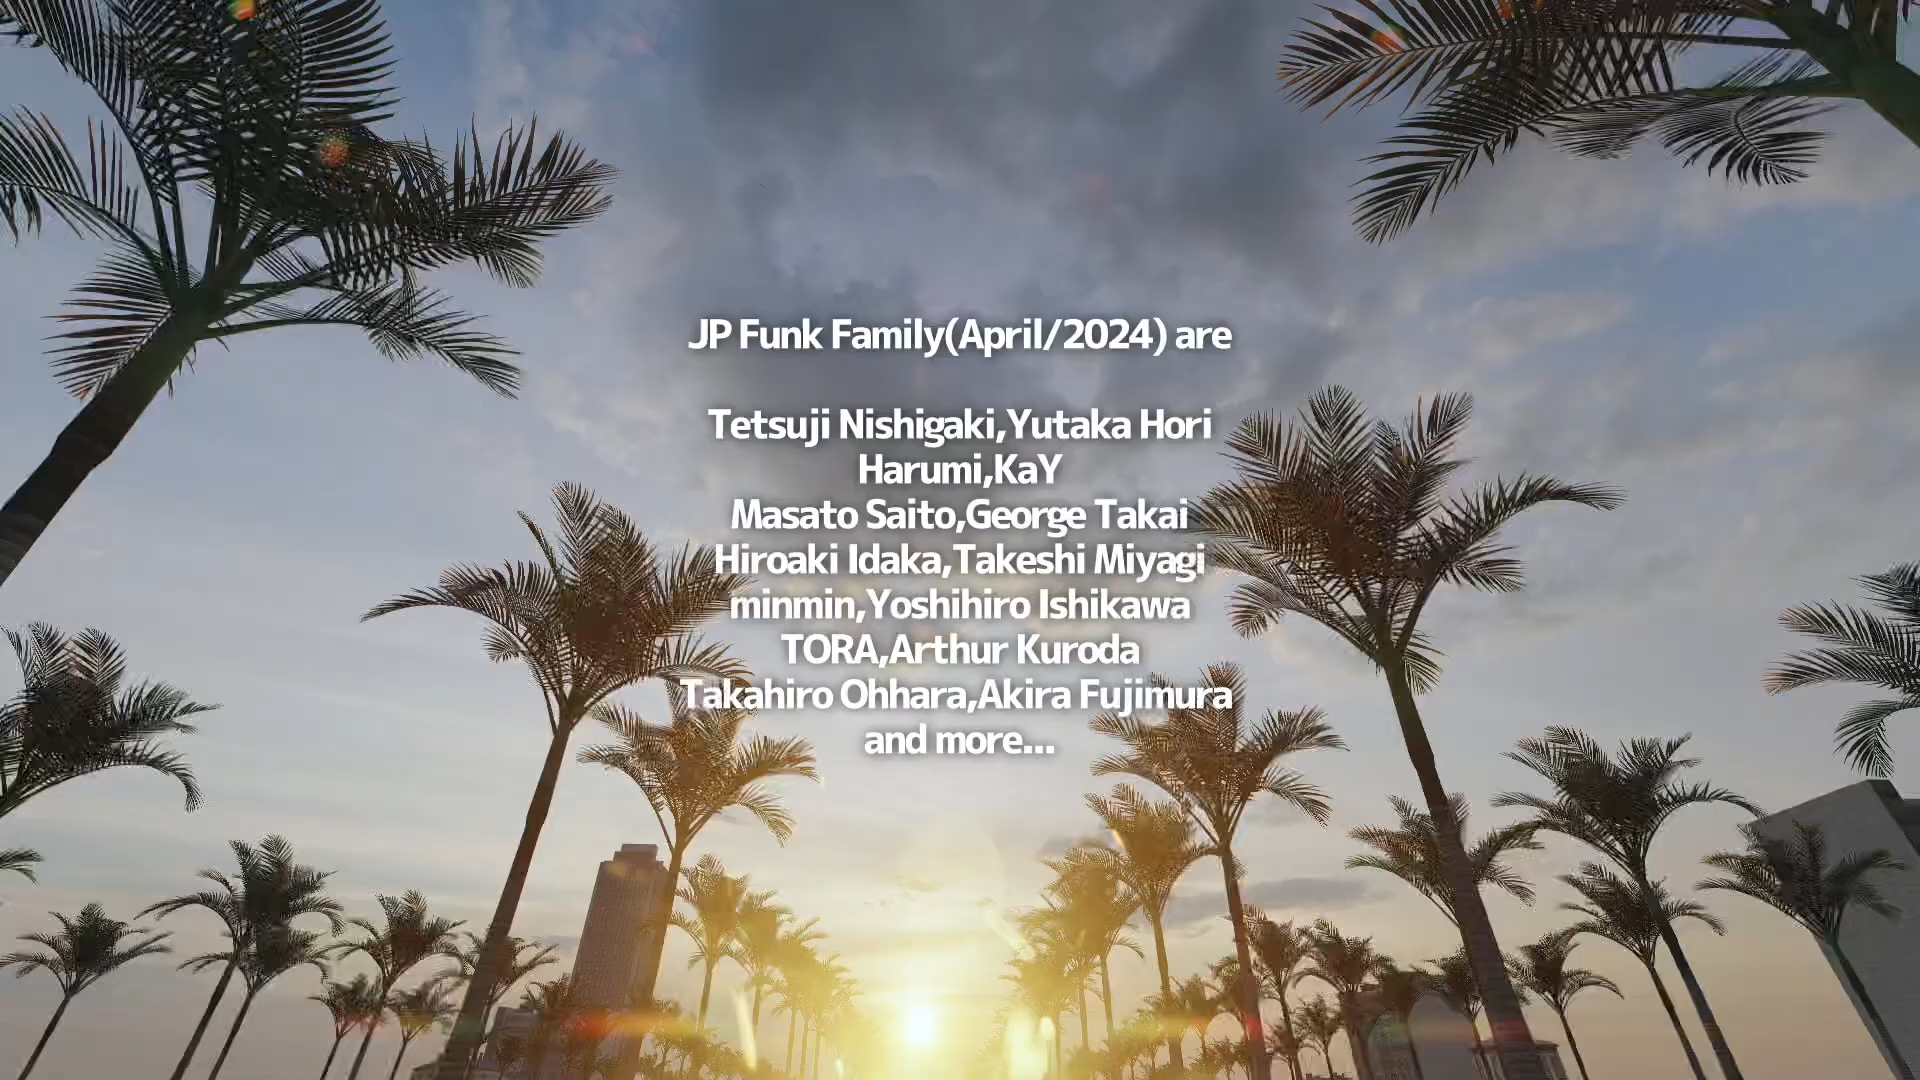 JP Funk Family(April/2024) are
Tetsuji Nishigaki,Yutaka Hori
Harumi,KaY
Masato Saito,George Takai
Hiroaki Idaka,Takeshi Miyagi
minmin,Yoshihiro Ishikawa
TORA,Arthur Kuroda
Takahiro Ohhara,Akira Fujimura
and more...